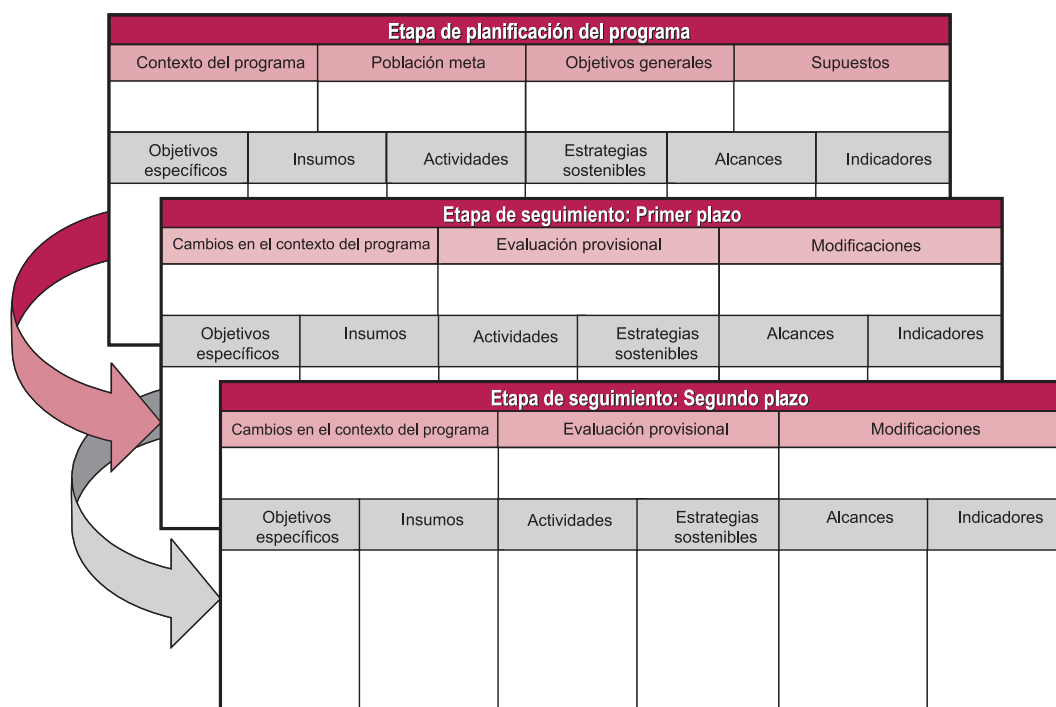 Etapa de planificación del programa
Contexto del programa
Población meta
Objetivos generales
Supuestos
Objetivos
específicos
Insumos
Actividades
Estrategias
sostenibles
Alcances
Indicadores
Etapa de seguimiento: Primer plazo
Cambios en el contexto del programa
Evaluación provisional
Modificaciones
Objetivos
específicos
Insumos
Actividades
Estrategias
sostenibles
Alcances
Indicadores
Etapa de seguimiento: Segundo plazo
Cambios en el contexto del programa
Evaluación provisional
Modificaciones
Objetivos
específicos
Insumos
Actividades
Estrategias
sostenibles
Alcances
Indicadores